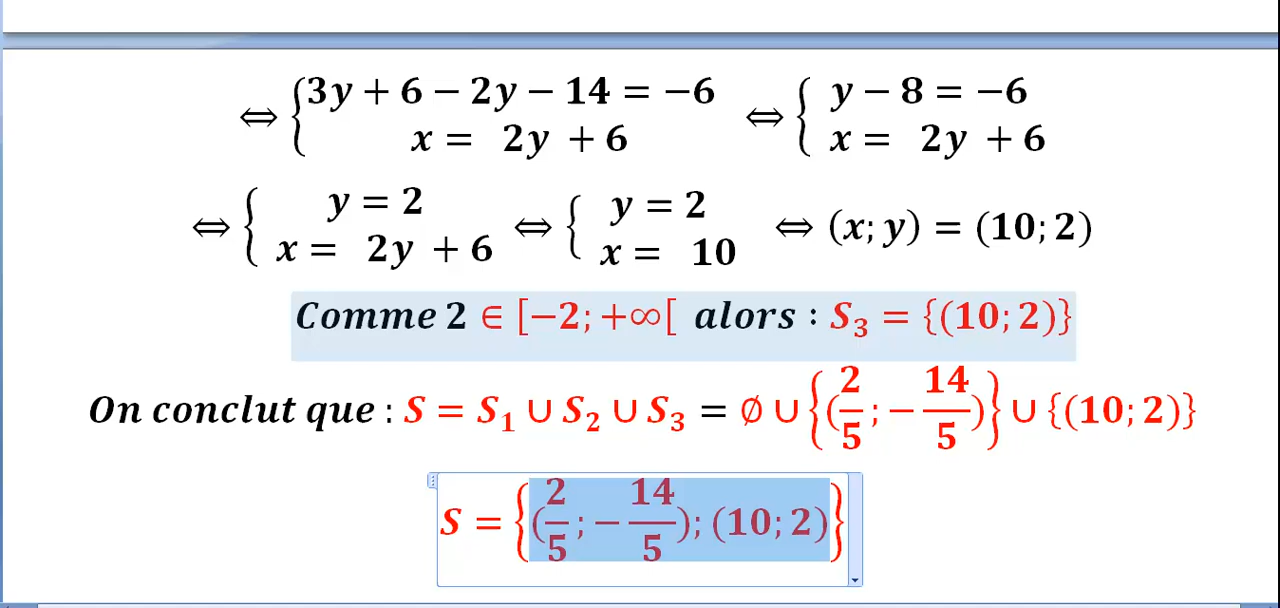 ⇔ {3y + 6 − 2y − 14 = −6 ⇔ { y − 8 = −6
x = 2y + 6 x = 2y + 6
⇔ { y = 2 ⇔ { y = 2 ⇔ (x; y) = (10; 2)
x = 2y + 6 x = 10
Comme 2 ∈ [−2; +∞[ alors : S₃ = {(10; 2)}
On conclut que : S = S₁ ∪ S₂ ∪ S₃ = ∅ ∪ {(2/5; −14/5)} ∪ {(10; 2)}
S = {(2/5; −14/5); (10; 2)}